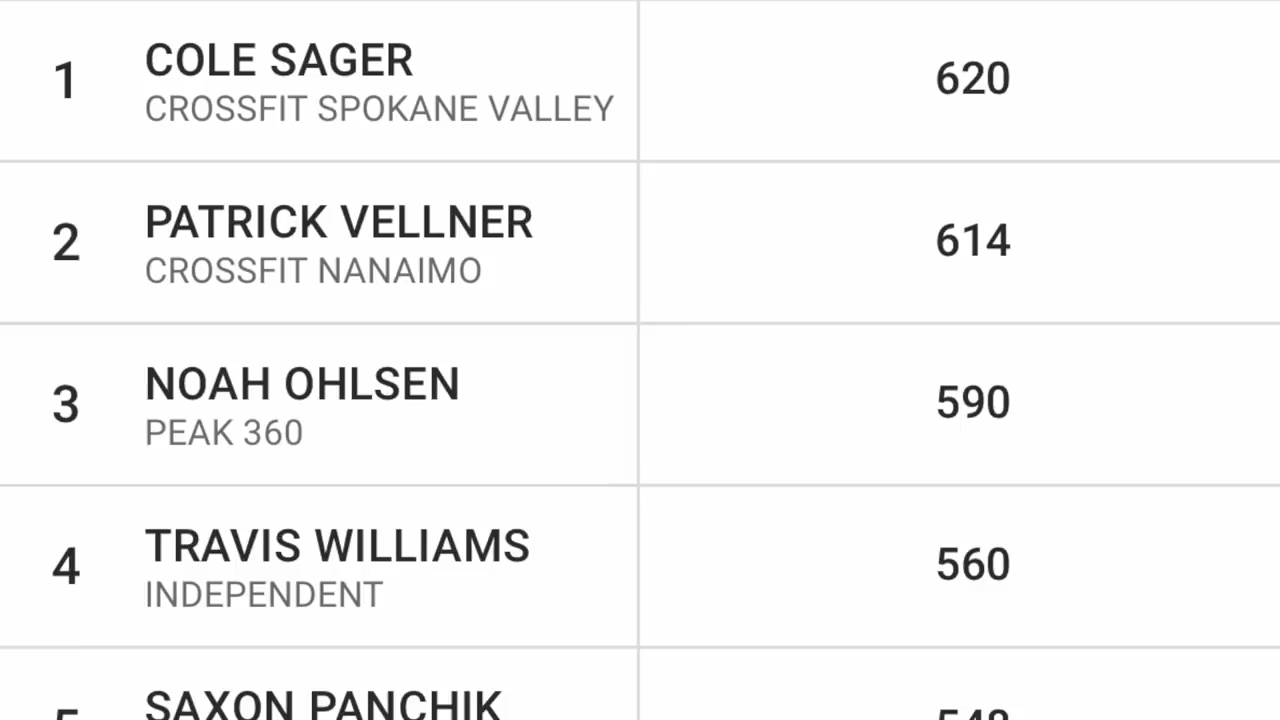 1
COLE SAGER
CROSSFIT SPOKANE VALLEY
620
2
PATRICK VELLNER
CROSSFIT NANAIMO
614
3
NOAH OHLSEN
PEAK 360
590
4
TRAVIS WILLIAMS
INDEPENDENT
560
5
SAXON PANCHIK